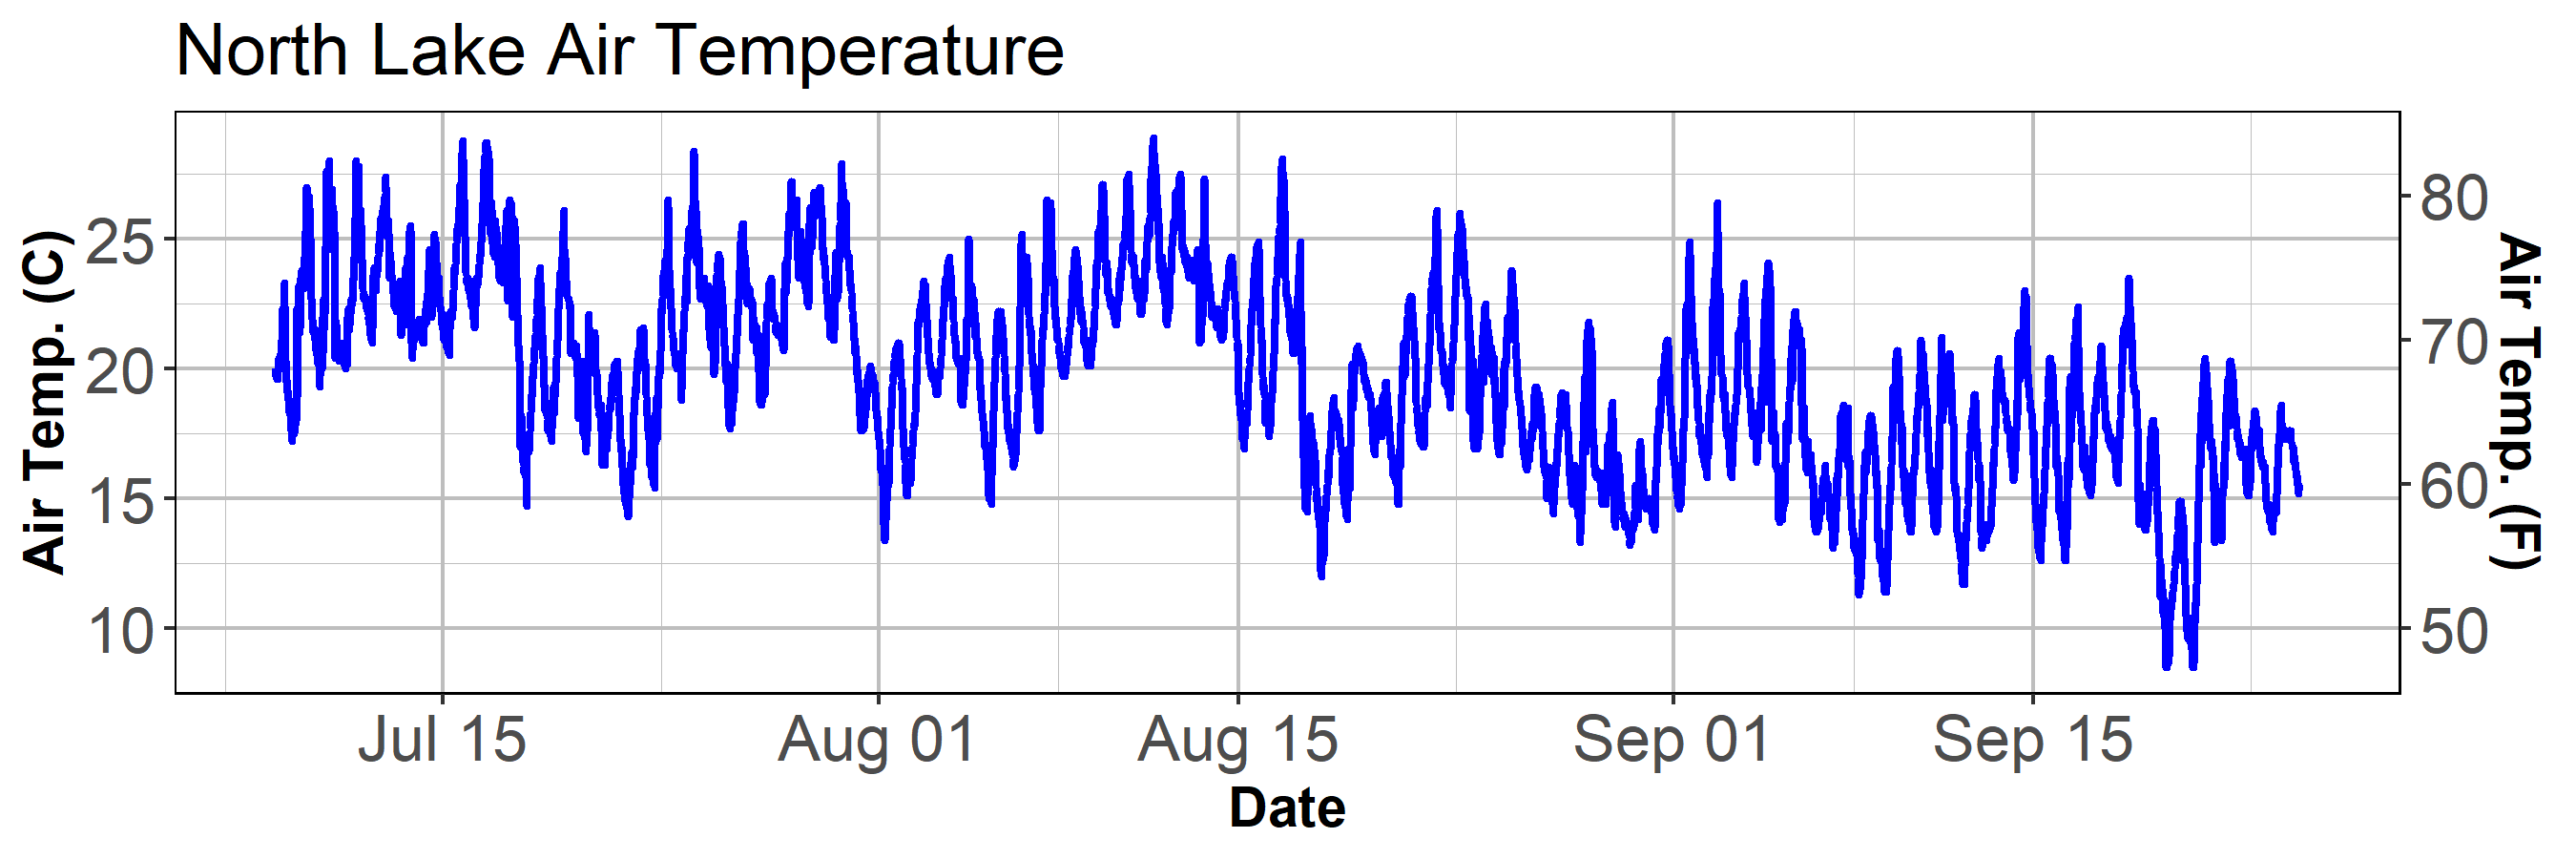 North Lake Air Temperature
Air Temp. (C)
25
20
15
10
80
70
60
50
Air Temp. (F)
Jul 15
Aug 01
Aug 15
Sep 01
Sep 15
Date